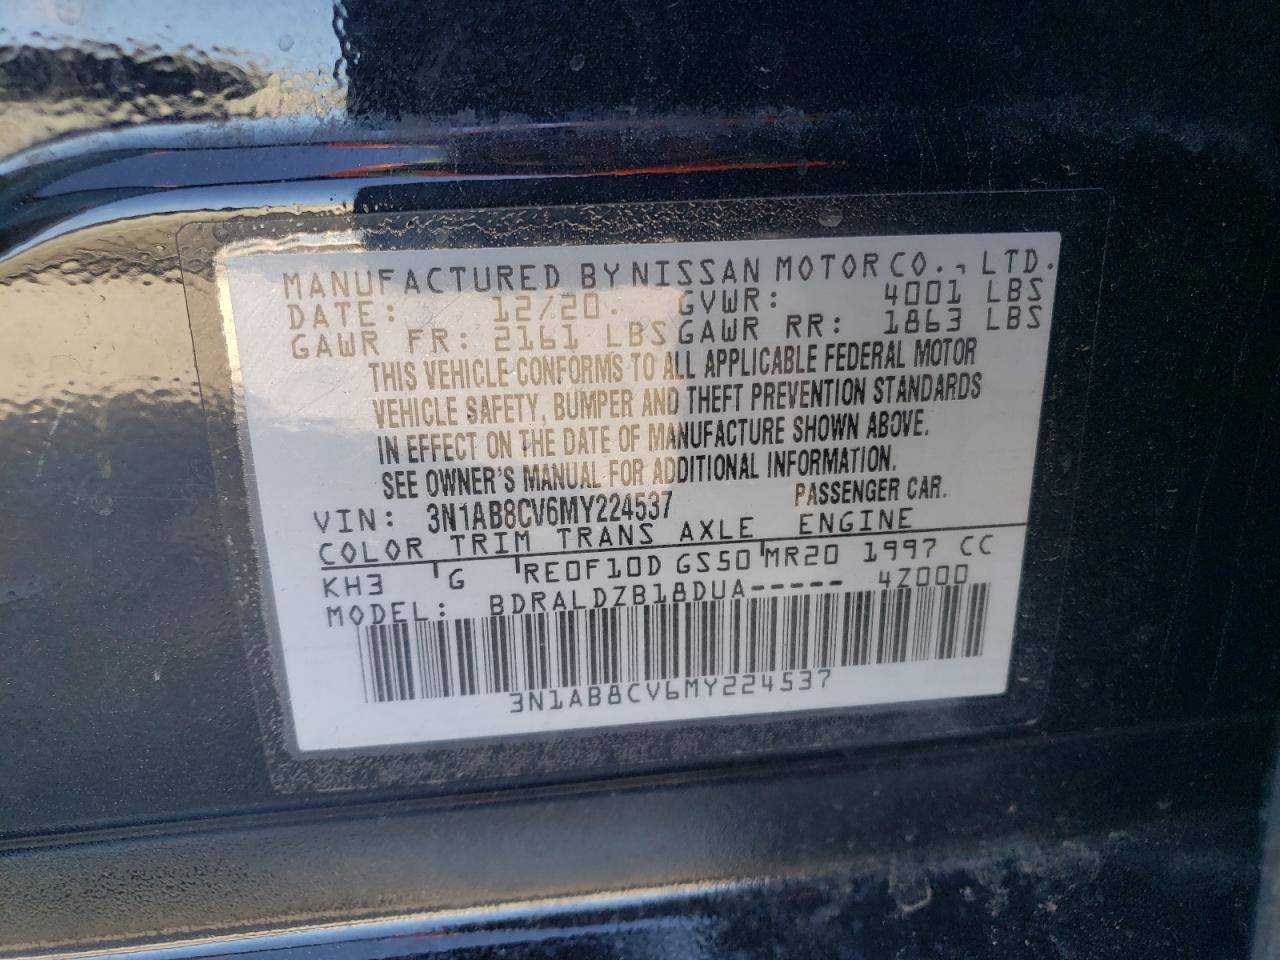 MANUFACTURED BY NISSAN MOTOR CO., LTD.
DATE: 12/20. GVWR: 4001 LBS
GAWR FR: 2161 LBS GAWR RR: 1863 LBS
THIS VEHICLE CONFORMS TO ALL APPLICABLE FEDERAL MOTOR
VEHICLE SAFETY, BUMPER AND THEFT PREVENTION STANDARDS
IN EFFECT ON THE DATE OF MANUFACTURE SHOWN ABOVE.
SEE OWNER'S MANUAL FOR ADDITIONAL INFORMATION.
VIN: 3N1AB8CV6MY224537 PASSENGER CAR.
COLOR TRIM TRANS AXLE ENGINE
KH3 G RE0F10D GS50 MR20 1997 CC
MODEL: BDRALDZB18DUA----- 4Z000
3N1AB8CV6MY224537